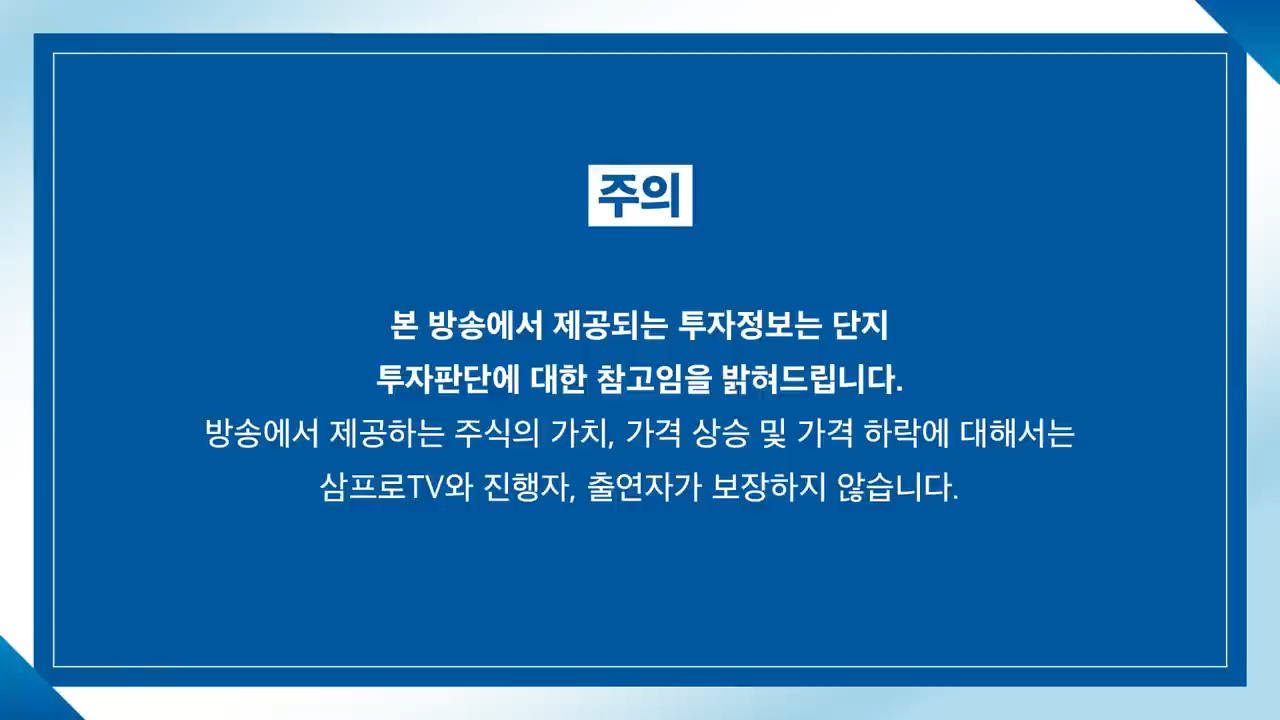 주의
본 방송에서 제공되는 투자정보는 단지
투자판단에 대한 참고임을 밝혀드립니다.
방송에서 제공하는 주식의 가치, 가격 상승 및 가격 하락에 대해서는
삼프로TV와 진행자, 출연자가 보장하지 않습니다.